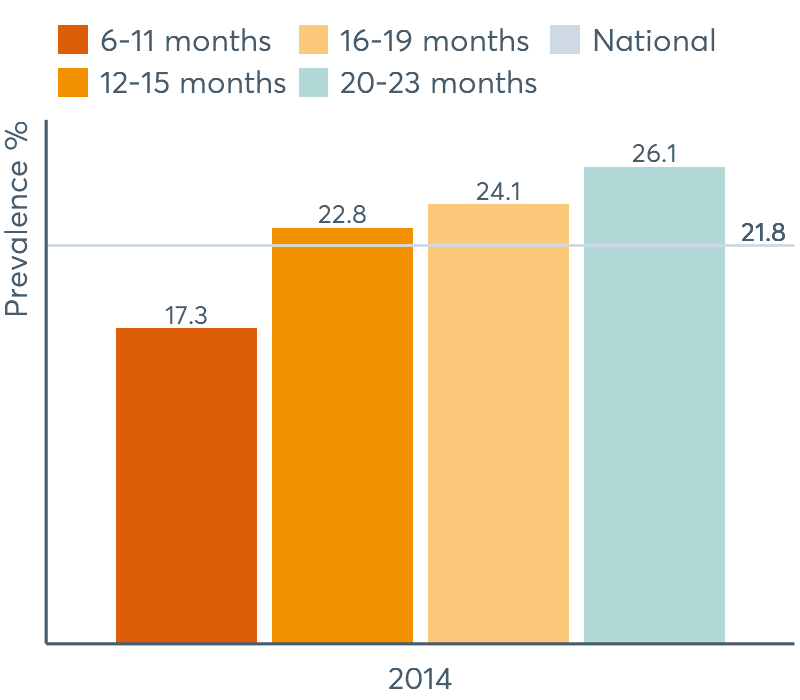 6-11 months 16-19 months National
12-15 months 20-23 months
Prevalence %
26.1
24.1
22.8
21.8
17.3
2014